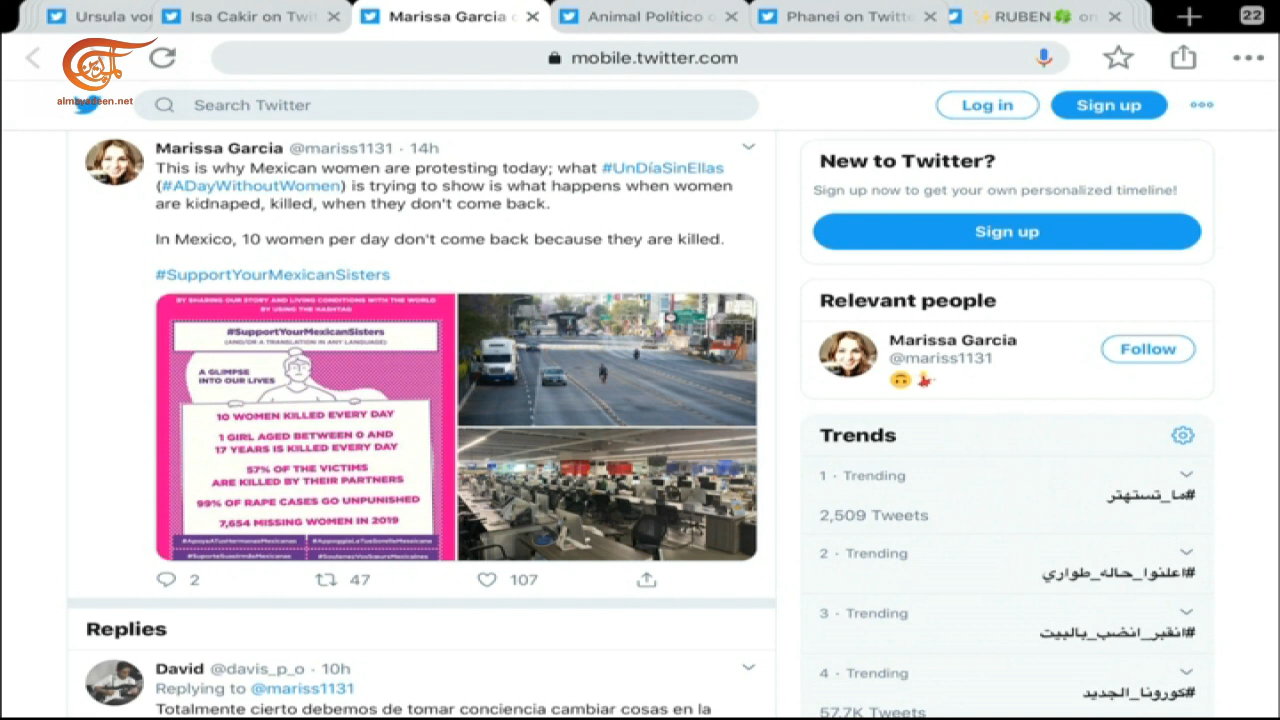 Ursula vo
Isa Cakir on Twi
Marissa Garcia
Animal Político
Phanei on Twitt
RUBEN🍀 on
22
الميادين
almayadeen.net
mobile.twitter.com
Search Twitter
Log in
Sign up
Marissa Garcia @mariss1131 · 14h
This is why Mexican women are protesting today; what #UnDíaSinEllas
(#ADayWithoutWomen) is trying to show is what happens when women
are kidnaped, killed, when they don't come back.
In Mexico, 10 women per day don't come back because they are killed.
#SupportYourMexicanSisters
BY SHARING OUR STORY AND LIVING CONDITIONS WITH THE WORLD
BY USING THE HASHTAG:
#SupportYourMexicanSisters
(AND/OR A TRANSLATION IN ANY LANGUAGE)
A GLIMPSE
INTO OUR LIVES
10 WOMEN KILLED EVERY DAY
1 GIRL AGED BETWEEN 0 AND
17 YEARS IS KILLED EVERY DAY
57% OF THE VICTIMS
ARE KILLED BY THEIR PARTNERS
99% OF RAPE CASES GO UNPUNISHED
7,654 MISSING WOMEN IN 2019
#ApoyaATusHermanasMexicanas
2
47
107
Replies
David @davis_p_o · 10h
Replying to @mariss1131
Totalmente cierto debemos de tomar conciencia cambiar cosas en la
New to Twitter?
Sign up now to get your own personalized timeline!
Sign up
Relevant people
Marissa Garcia
@mariss1131
🙃💃
Follow
Trends
1 · Trending
#ما_تستهتر
2,509 Tweets
2 · Trending
#اعلنوا_حاله_طواري
3 · Trending
#انقبر_انضب_بالبيت
4 · Trending
#كورونا_الجديد
57.7K Tweets